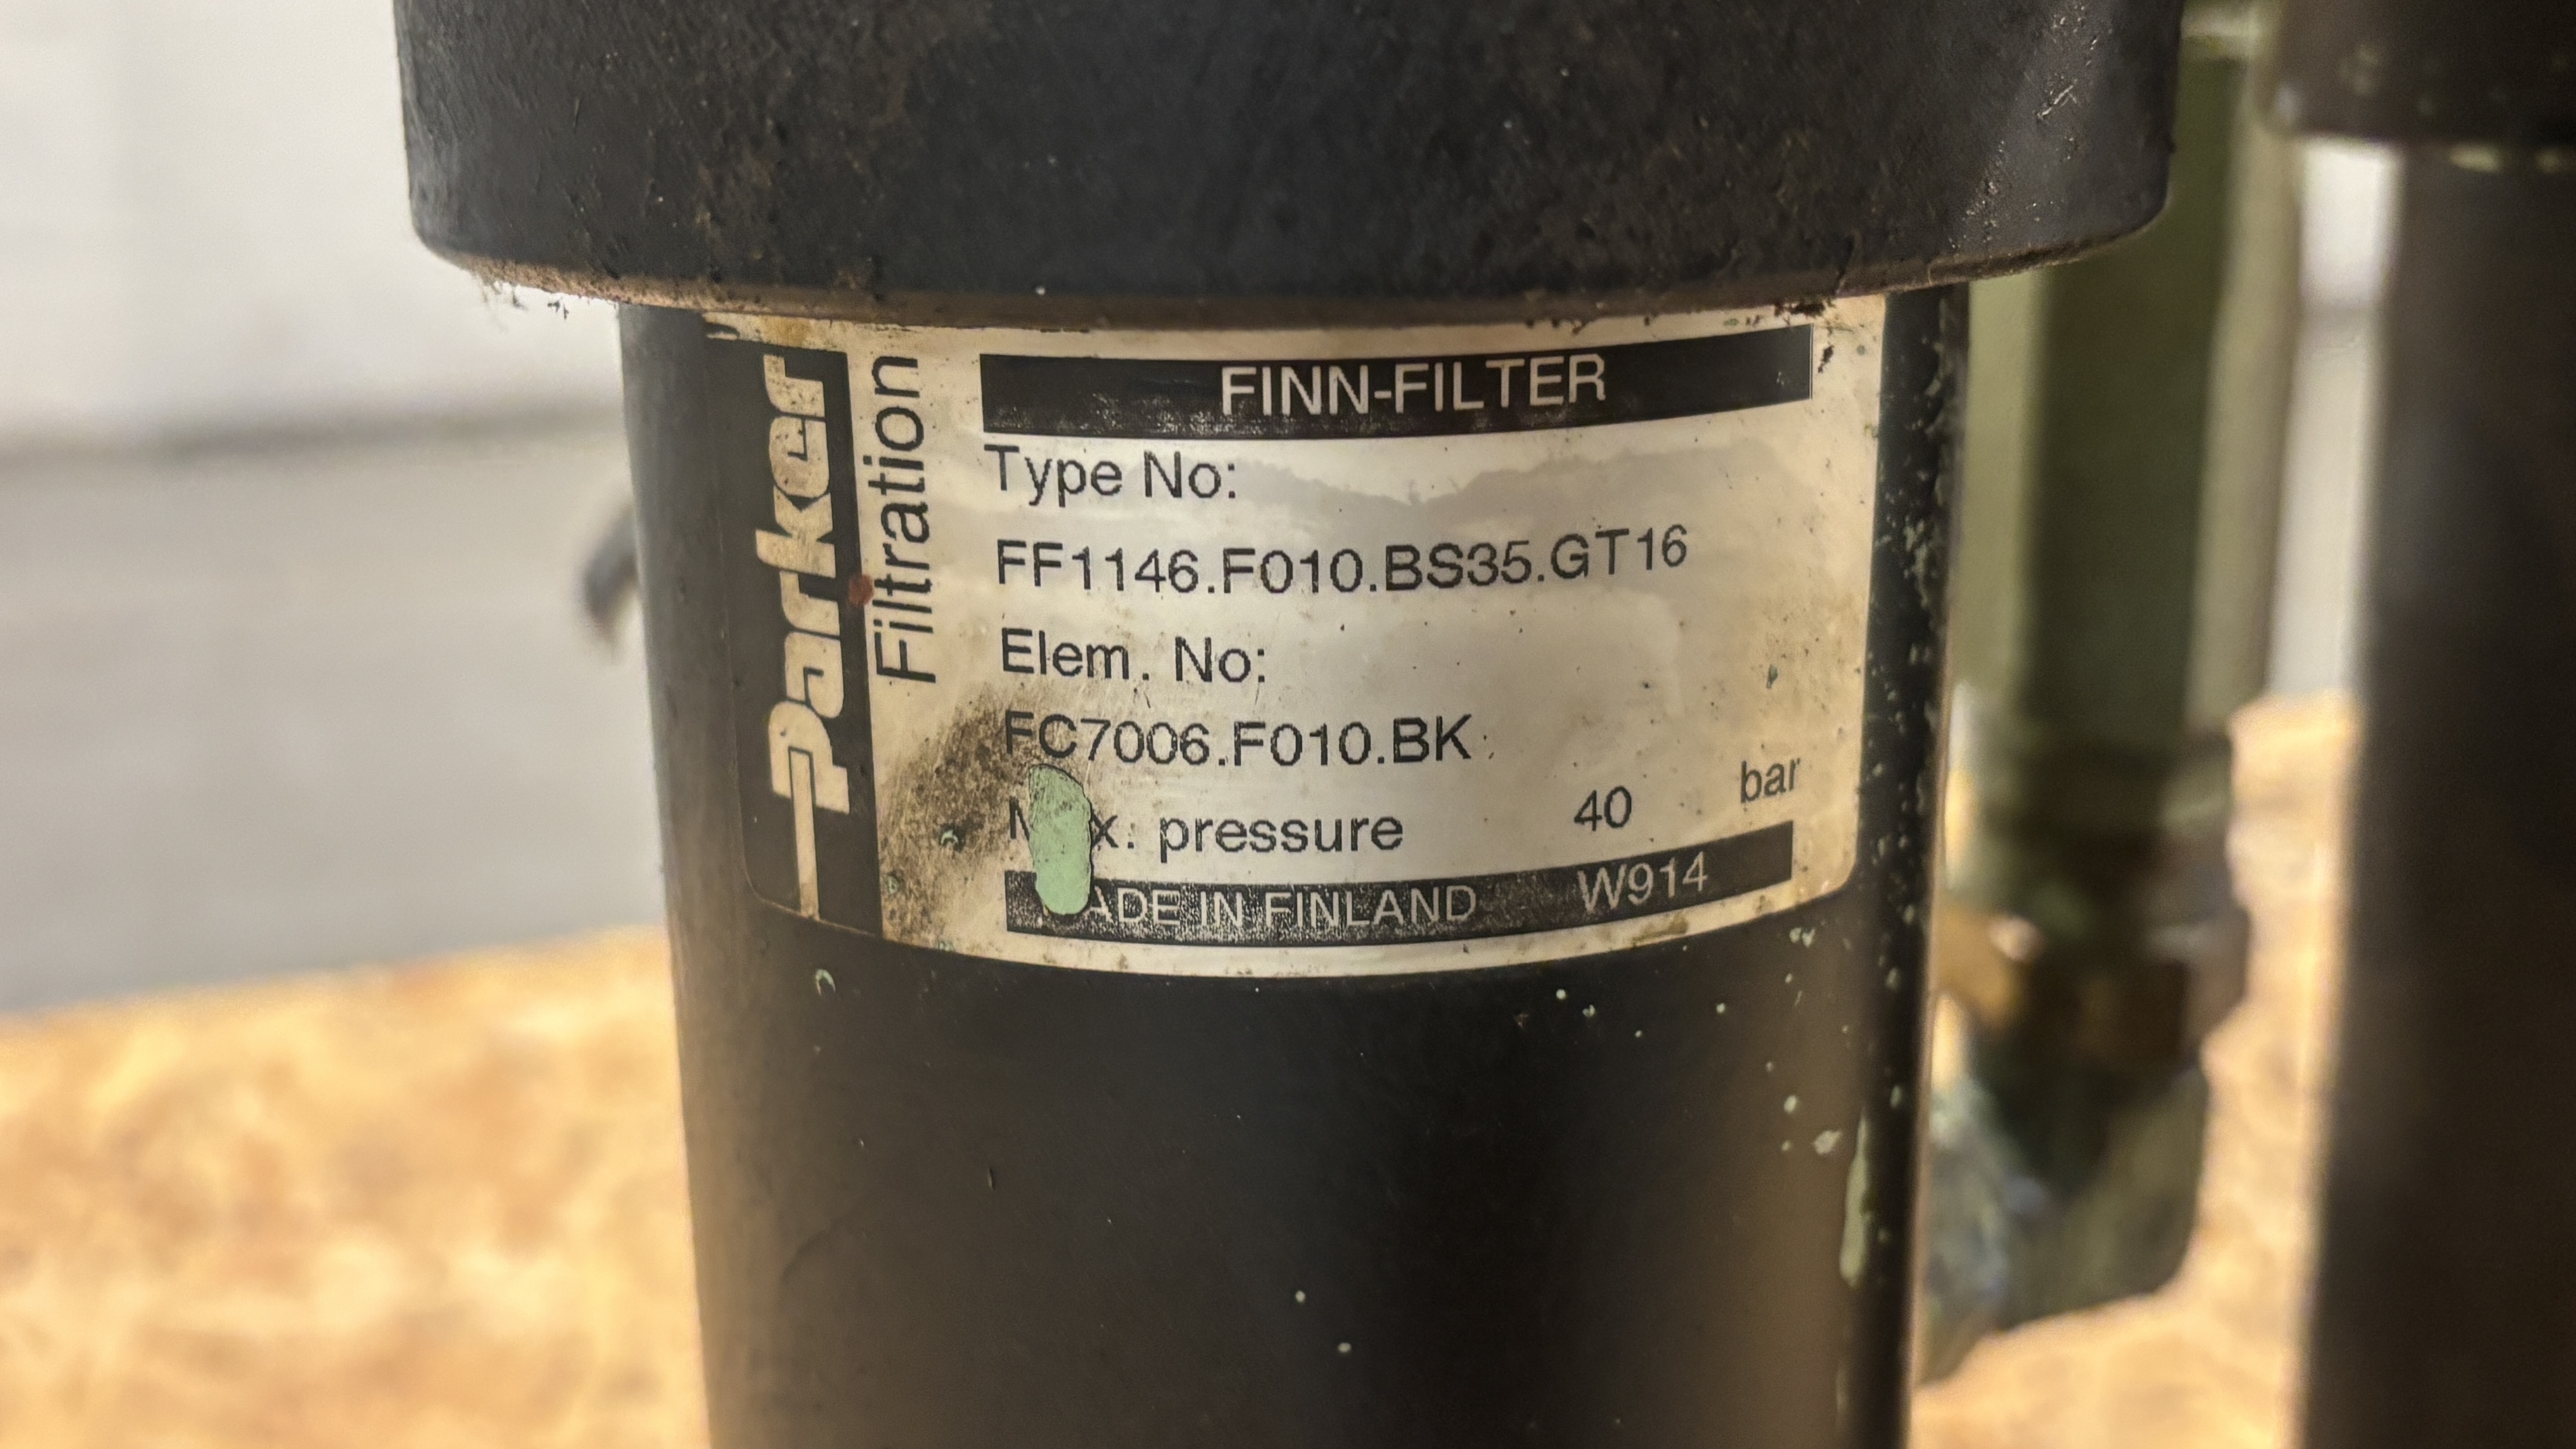 Parker
Filtration
FINN-FILTER
Type No:
FF1146.F010.BS35.GT16
Elem. No:
FC7006.F010.BK
pressure 40 bar
IN FINLAND W914